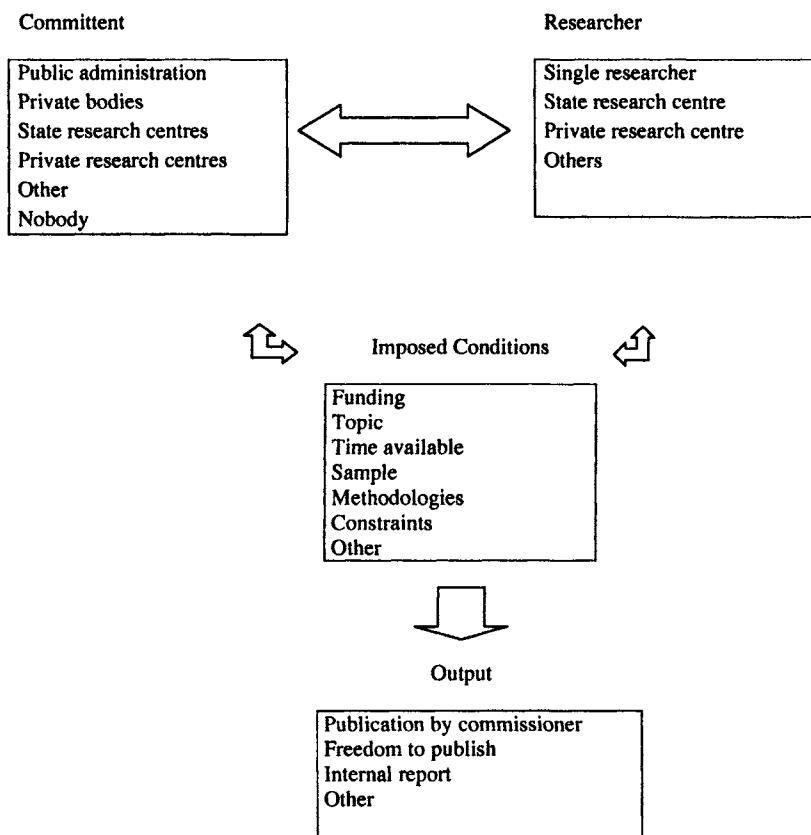 Committent
Public administration
Private bodies
State research centres
Private research centres
Other
Nobody
Researcher
Single researcher
State research centre
Private research centre
Others
Imposed Conditions
Funding
Topic
Time available
Sample
Methodologies
Constraints
Other
Output
Publication by commissioner
Freedom to publish
Internal report
Other